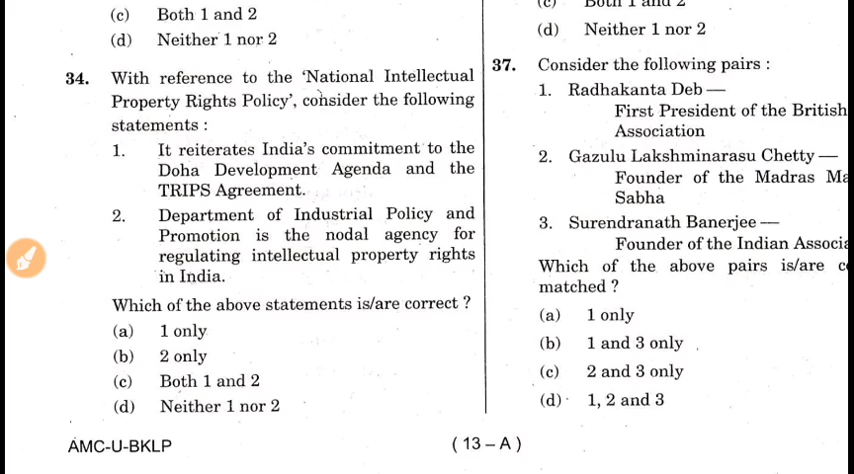 (c) Both 1 and 2
(d) Neither 1 nor 2
34. With reference to the ‘National Intellectual
Property Rights Policy’, consider the following
statements :
1. It reiterates India’s commitment to the
Doha Development Agenda and the
TRIPS Agreement.
2. Department of Industrial Policy and
Promotion is the nodal agency for
regulating intellectual property rights
in India.
Which of the above statements is/are correct ?
(a) 1 only
(b) 2 only
(c) Both 1 and 2
(d) Neither 1 nor 2
(c) Both 1 and 2
(d) Neither 1 nor 2
37. Consider the following pairs :
1. Radhakanta Deb —
First President of the British
Association
2. Gazulu Lakshminarasu Chetty —
Founder of the Madras
Sabha
3. Surendranath Banerjee —
Founder of the Indian
Which of the above pairs is/are
matched ?
(a) 1 only
(b) 1 and 3 only
(c) 2 and 3 only
(d) 1, 2 and 3
AMC-U-BKLP
( 13 – A )